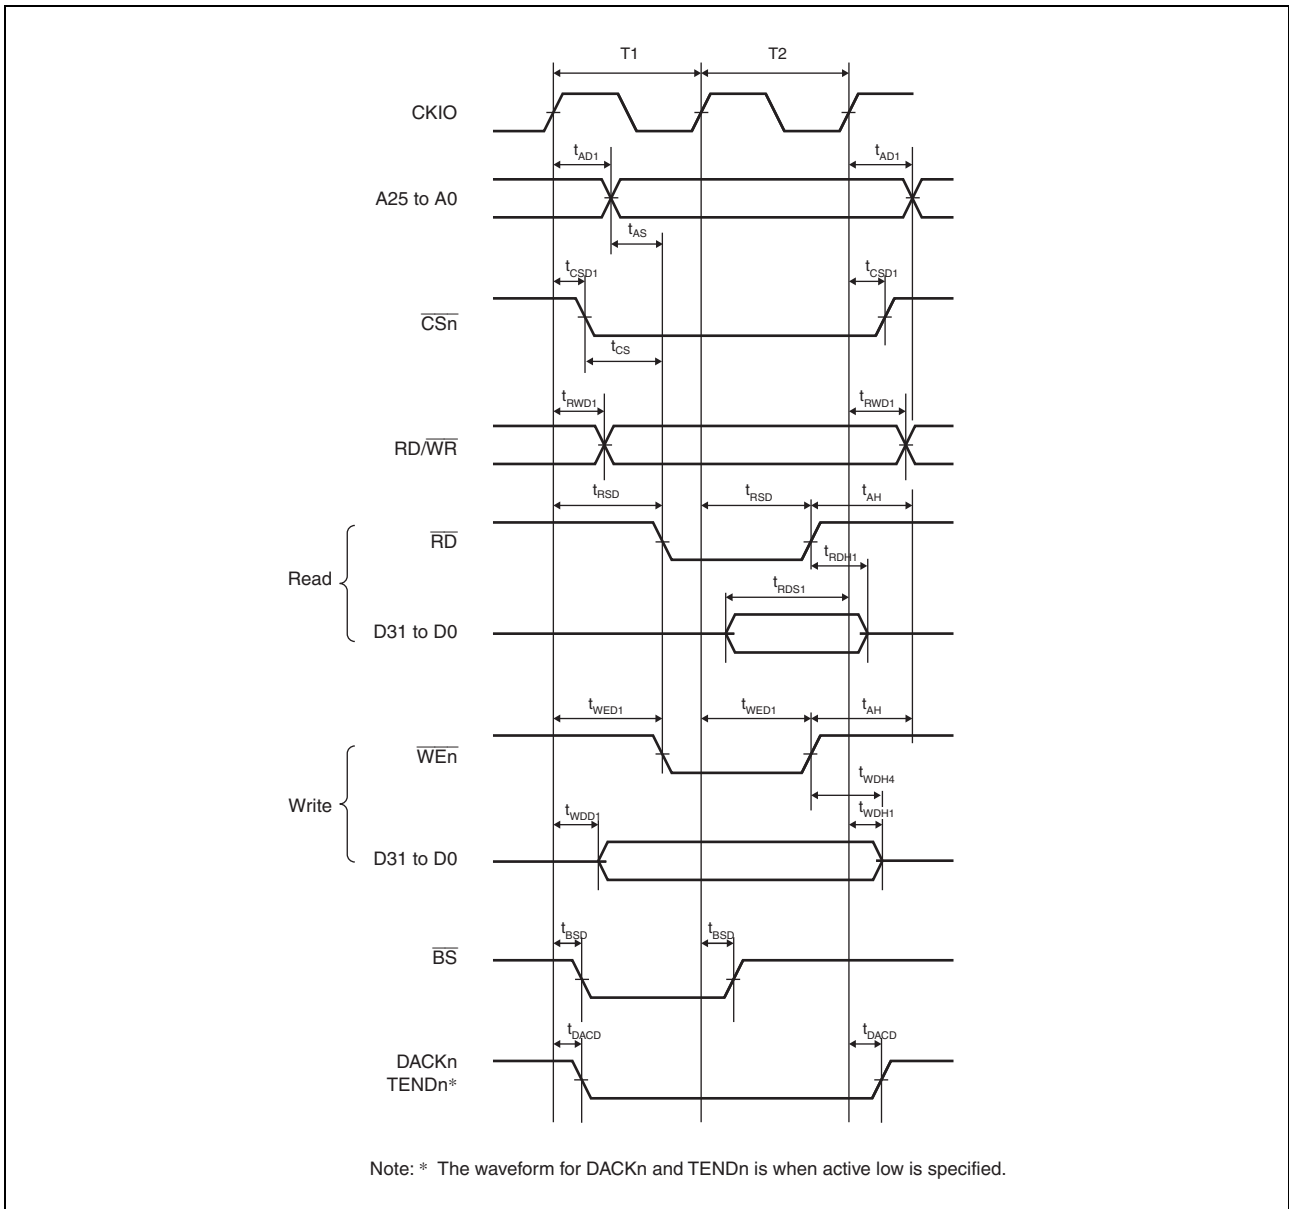 T1 T2
CKIO
tAD1 tAD1
A25 to A0
tAS
tCSD1 tCSD1
CSn
tCS
tRWD1 tRWD1
RD/WR
tRSD tRSD tAH
RD
tRDH1
Read
tRDS1
D31 to D0
tWED1 tWED1 tAH
WEn
tWDH4
Write
tWDD1 tWDH1
D31 to D0
tBSD tBSD
BS
tDACD tDACD
DACKn
TENDn*
Note: * The waveform for DACKn and TENDn is when active low is specified.